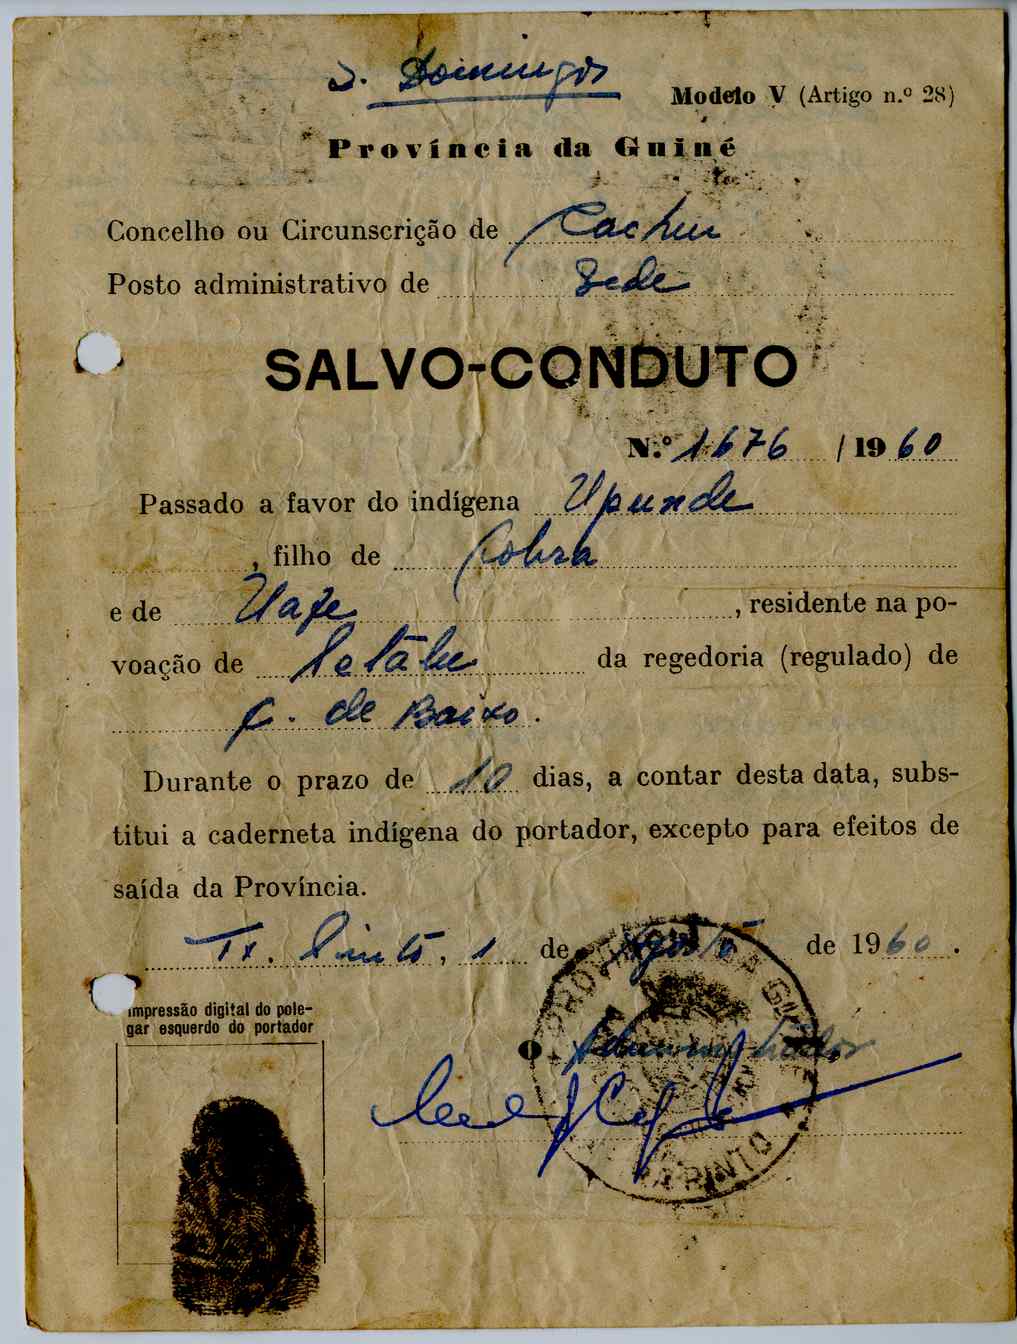 S. Domingos
Modelo V (Artigo n.º 28)
Província da Guiné
Concelho ou Circunscrição de Cacheu
Posto administrativo de Sede
SALVO-CONDUTO
N.º 1676 /1960
Passado a favor do indígena Upunde
, filho de Cobra
e de Uape
, residente na po-
voação de da regedoria (regulado) de
C. de Baixo.
Durante o prazo de 10 dias, a contar desta data, subs-
titui a caderneta indígena do portador, excepto para efeitos de
saída da Província.
Tx. Pinto, 1 de Agosto de 1960.
Impressão digital do pole-
gar esquerdo do portador
O Administrador